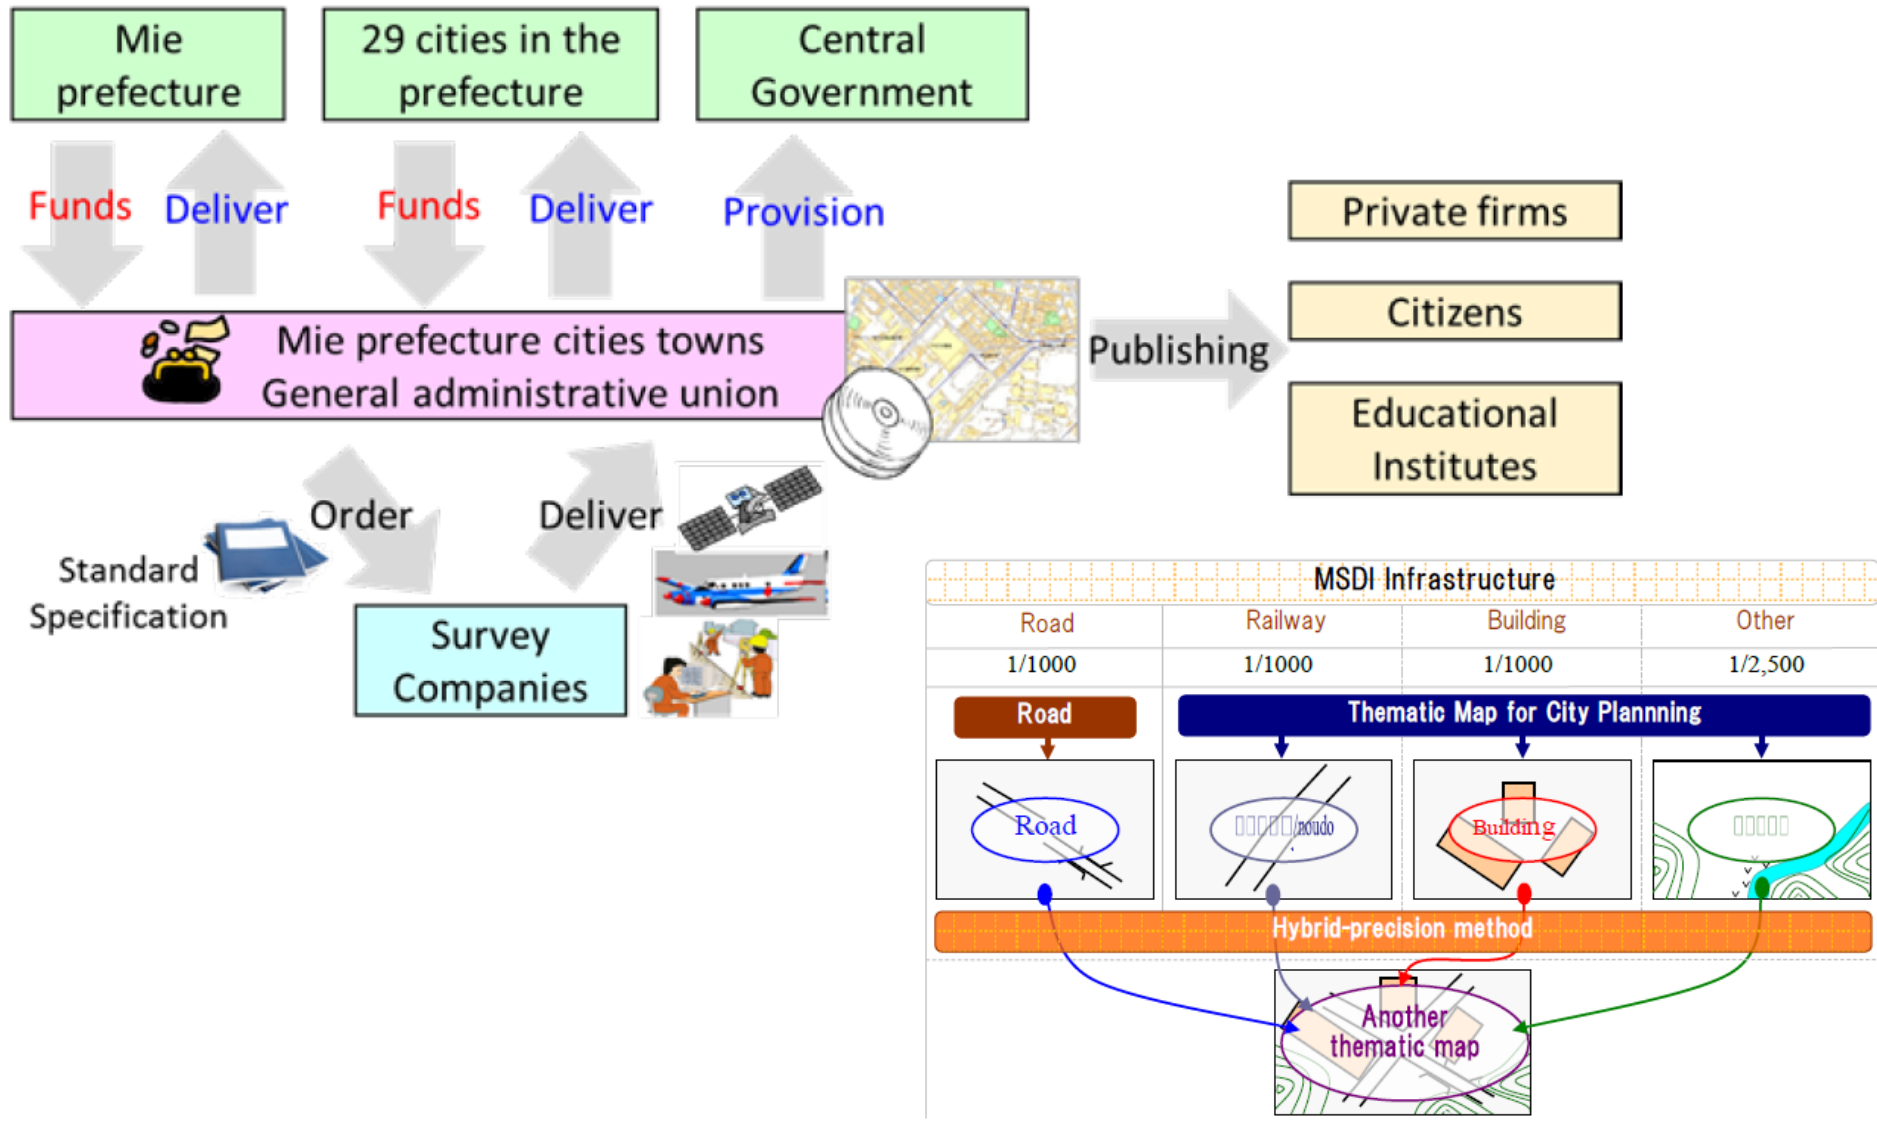 Mie
prefecture
29 cities in the
prefecture
Central
Government
Funds
Deliver
Funds
Deliver
Provision
Mie prefecture cities towns
General administrative union
Publishing
Private firms
Citizens
Educational
Institutes
Order
Deliver
Standard
Specification
Survey
Companies
MSDI Infrastructure
Road
Railway
Building
Other
1/1000
1/1000
1/1000
1/2,500
Road
Thematic Map for City Plannning
Road
/noudo
Building
Hybrid-precision method
Another
thematic map